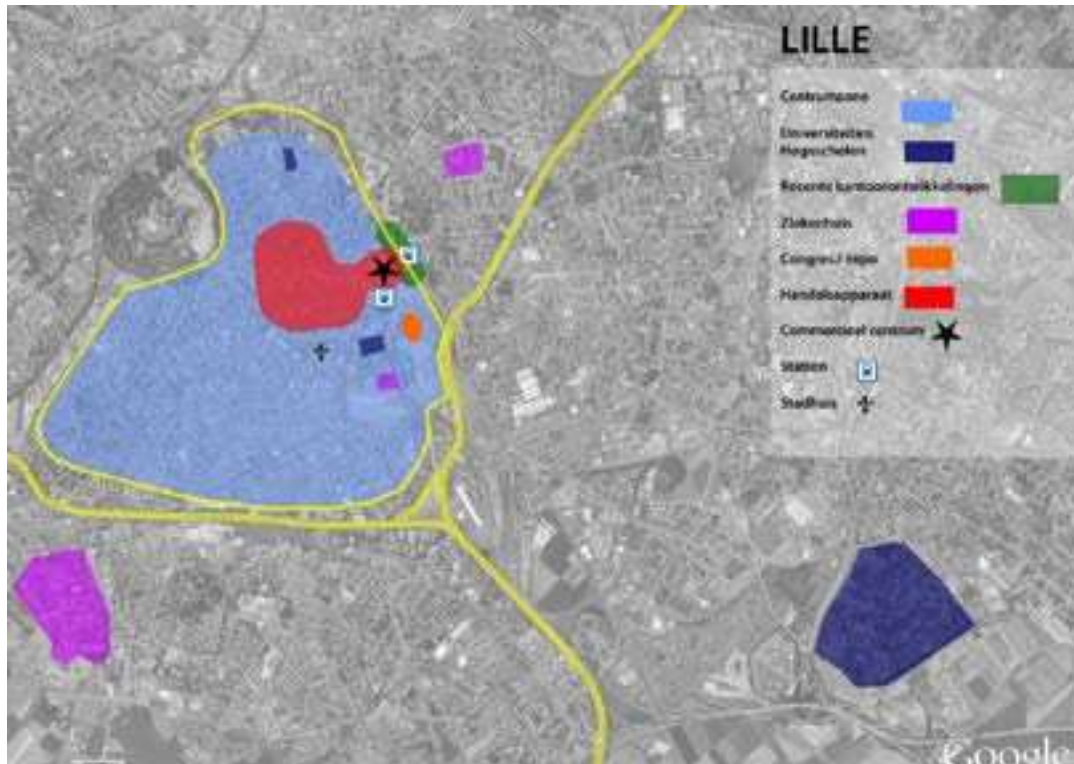 LILLE
Centrumzone
Universiteiten
Hogescholen
Recente kantoorontwikkelingen
Ziekenhuis
Congres / expo
Handelsapparaat
Commercieel centrum
Station
Stadhuis
Google